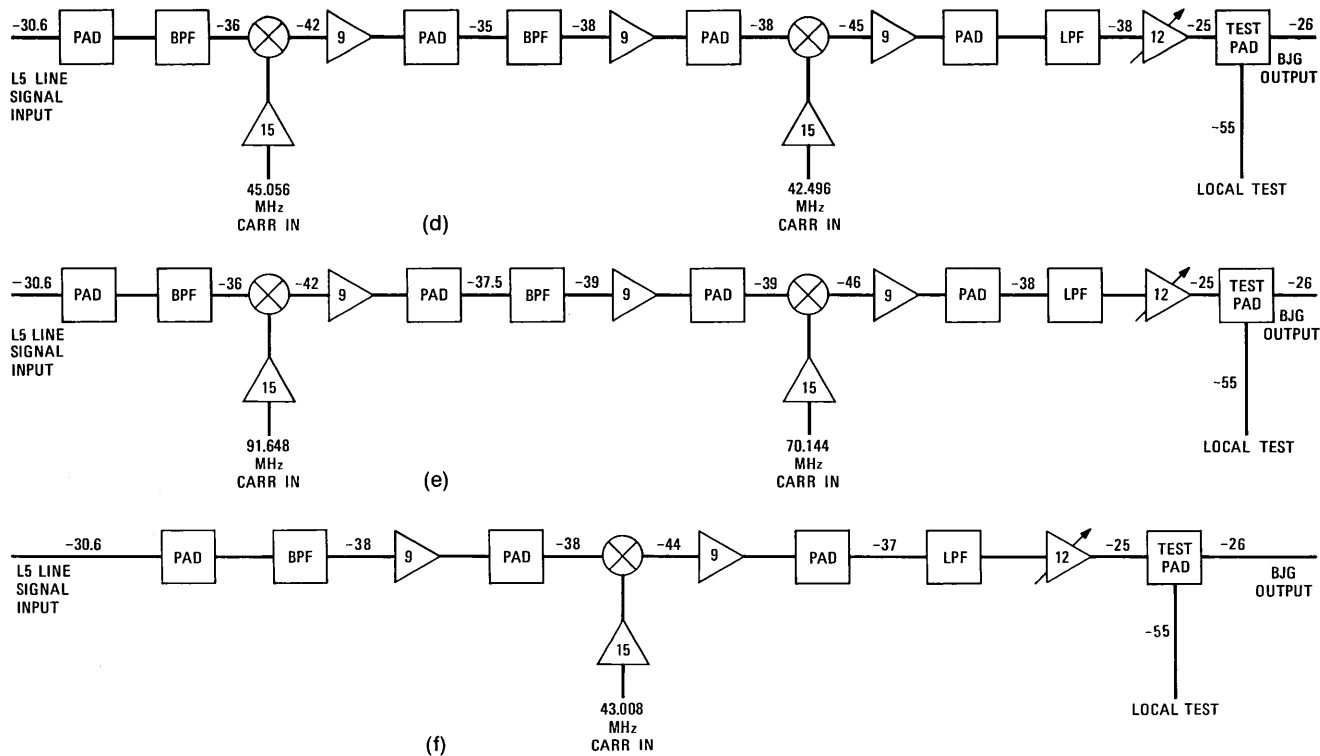 -30.6 PAD BPF -36 -42 9 PAD -35 BPF -38 9 PAD -38 -45 9 PAD LPF -38 12 -25 TEST PAD -26
L5 LINE
SIGNAL
INPUT
BJG
OUTPUT
15
15
-55
45.056
MHz
CARR IN
42.496
MHz
CARR IN
LOCAL TEST
(d)
-30.6 PAD BPF -36 -42 9 PAD -37.5 BPF -39 9 PAD -39 -46 9 PAD -38 LPF 12 -25 TEST PAD -26
L5 LINE
SIGNAL
INPUT
BJG
OUTPUT
15
15
-55
91.648
MHz
CARR IN
70.144
MHz
CARR IN
LOCAL TEST
(e)
-30.6 PAD BPF -38 9 PAD -38 -44 9 PAD -37 LPF 12 -25 TEST PAD -26
L5 LINE
SIGNAL
INPUT
BJG
OUTPUT
15
-55
43.008
MHz
CARR IN
LOCAL TEST
(f)